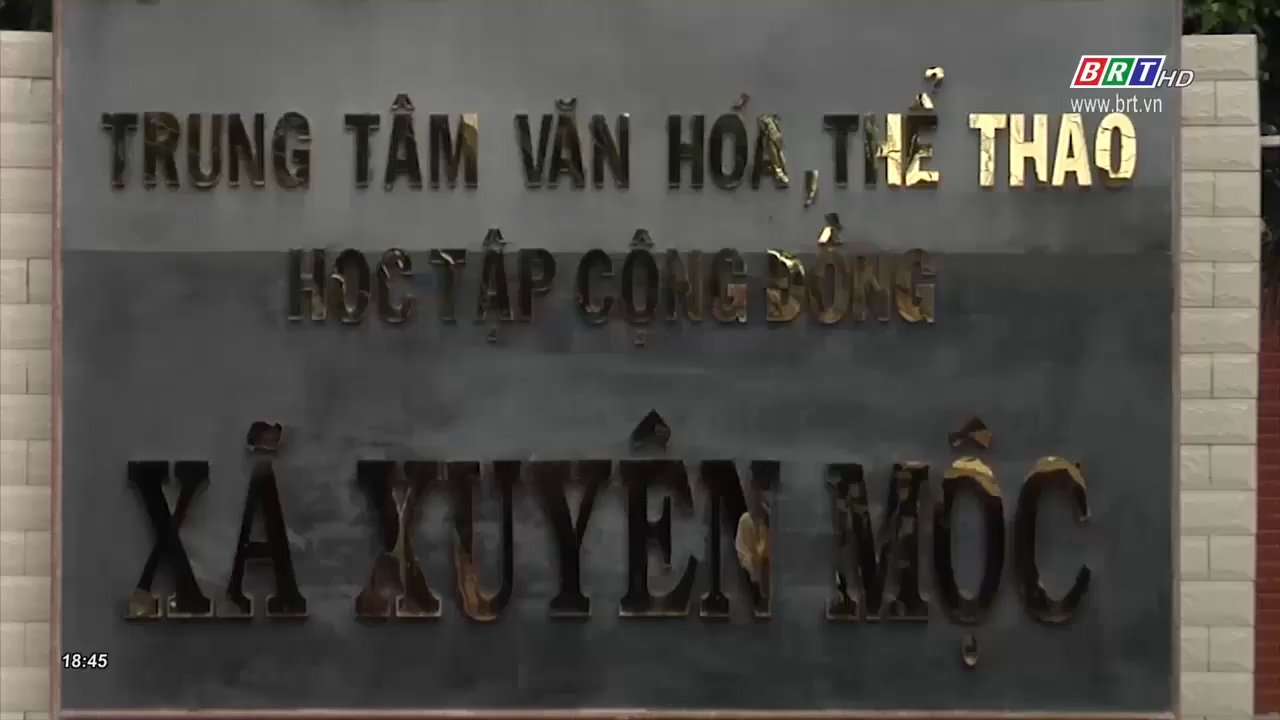 BRT HD
www.brt.vn
TRUNG TÂM VĂN HÓA, THỂ THAO
HỌC TẬP CỘNG ĐỒNG
XÃ XUYÊN MỘC
18:45